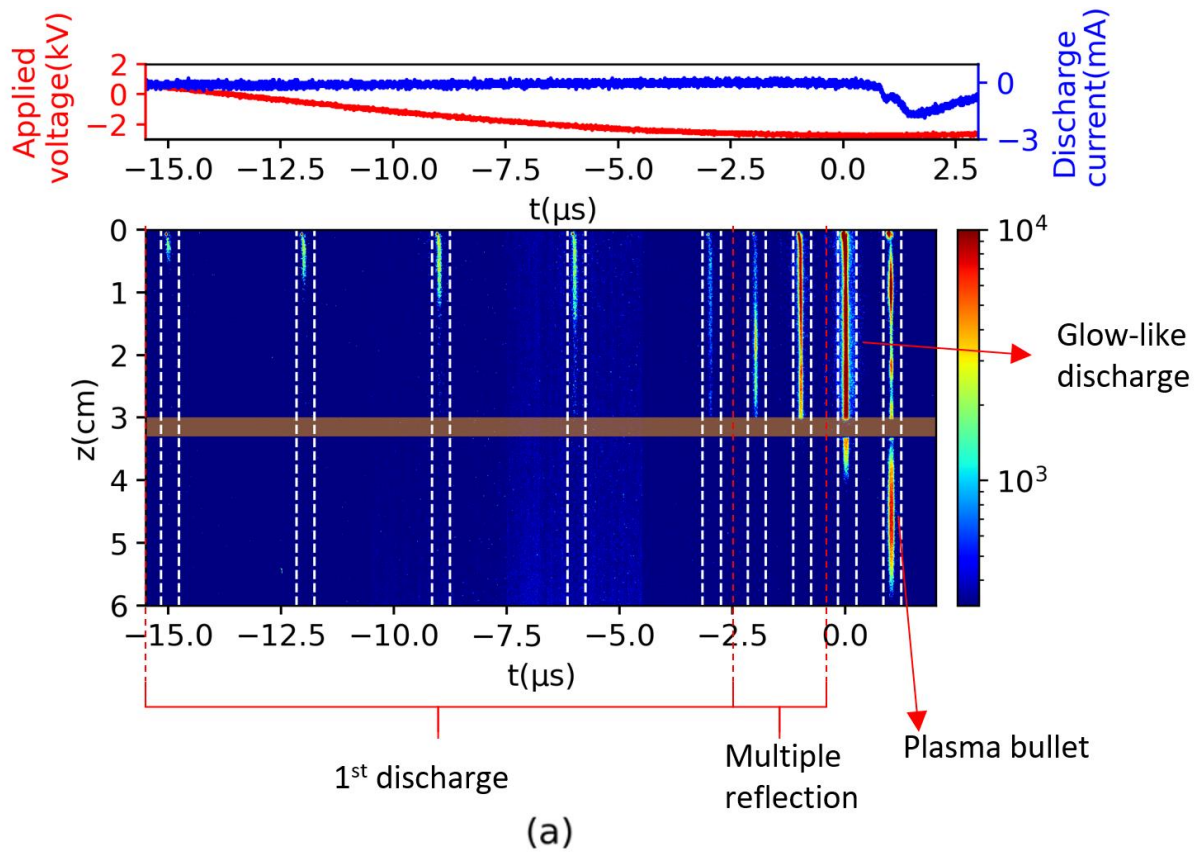 Applied
voltage(kV)
2
0
−2
0
−3
Discharge
current(mA)
−15.0 −12.5 −10.0 −7.5 −5.0 −2.5 0.0 2.5
t(μs)
z(cm)
0
1
2
3
4
5
6
10⁴
10³
Glow-like
discharge
−15.0 −12.5 −10.0 −7.5 −5.0 −2.5 0.0
t(μs)
1st discharge
Multiple
reflection
Plasma bullet
(a)